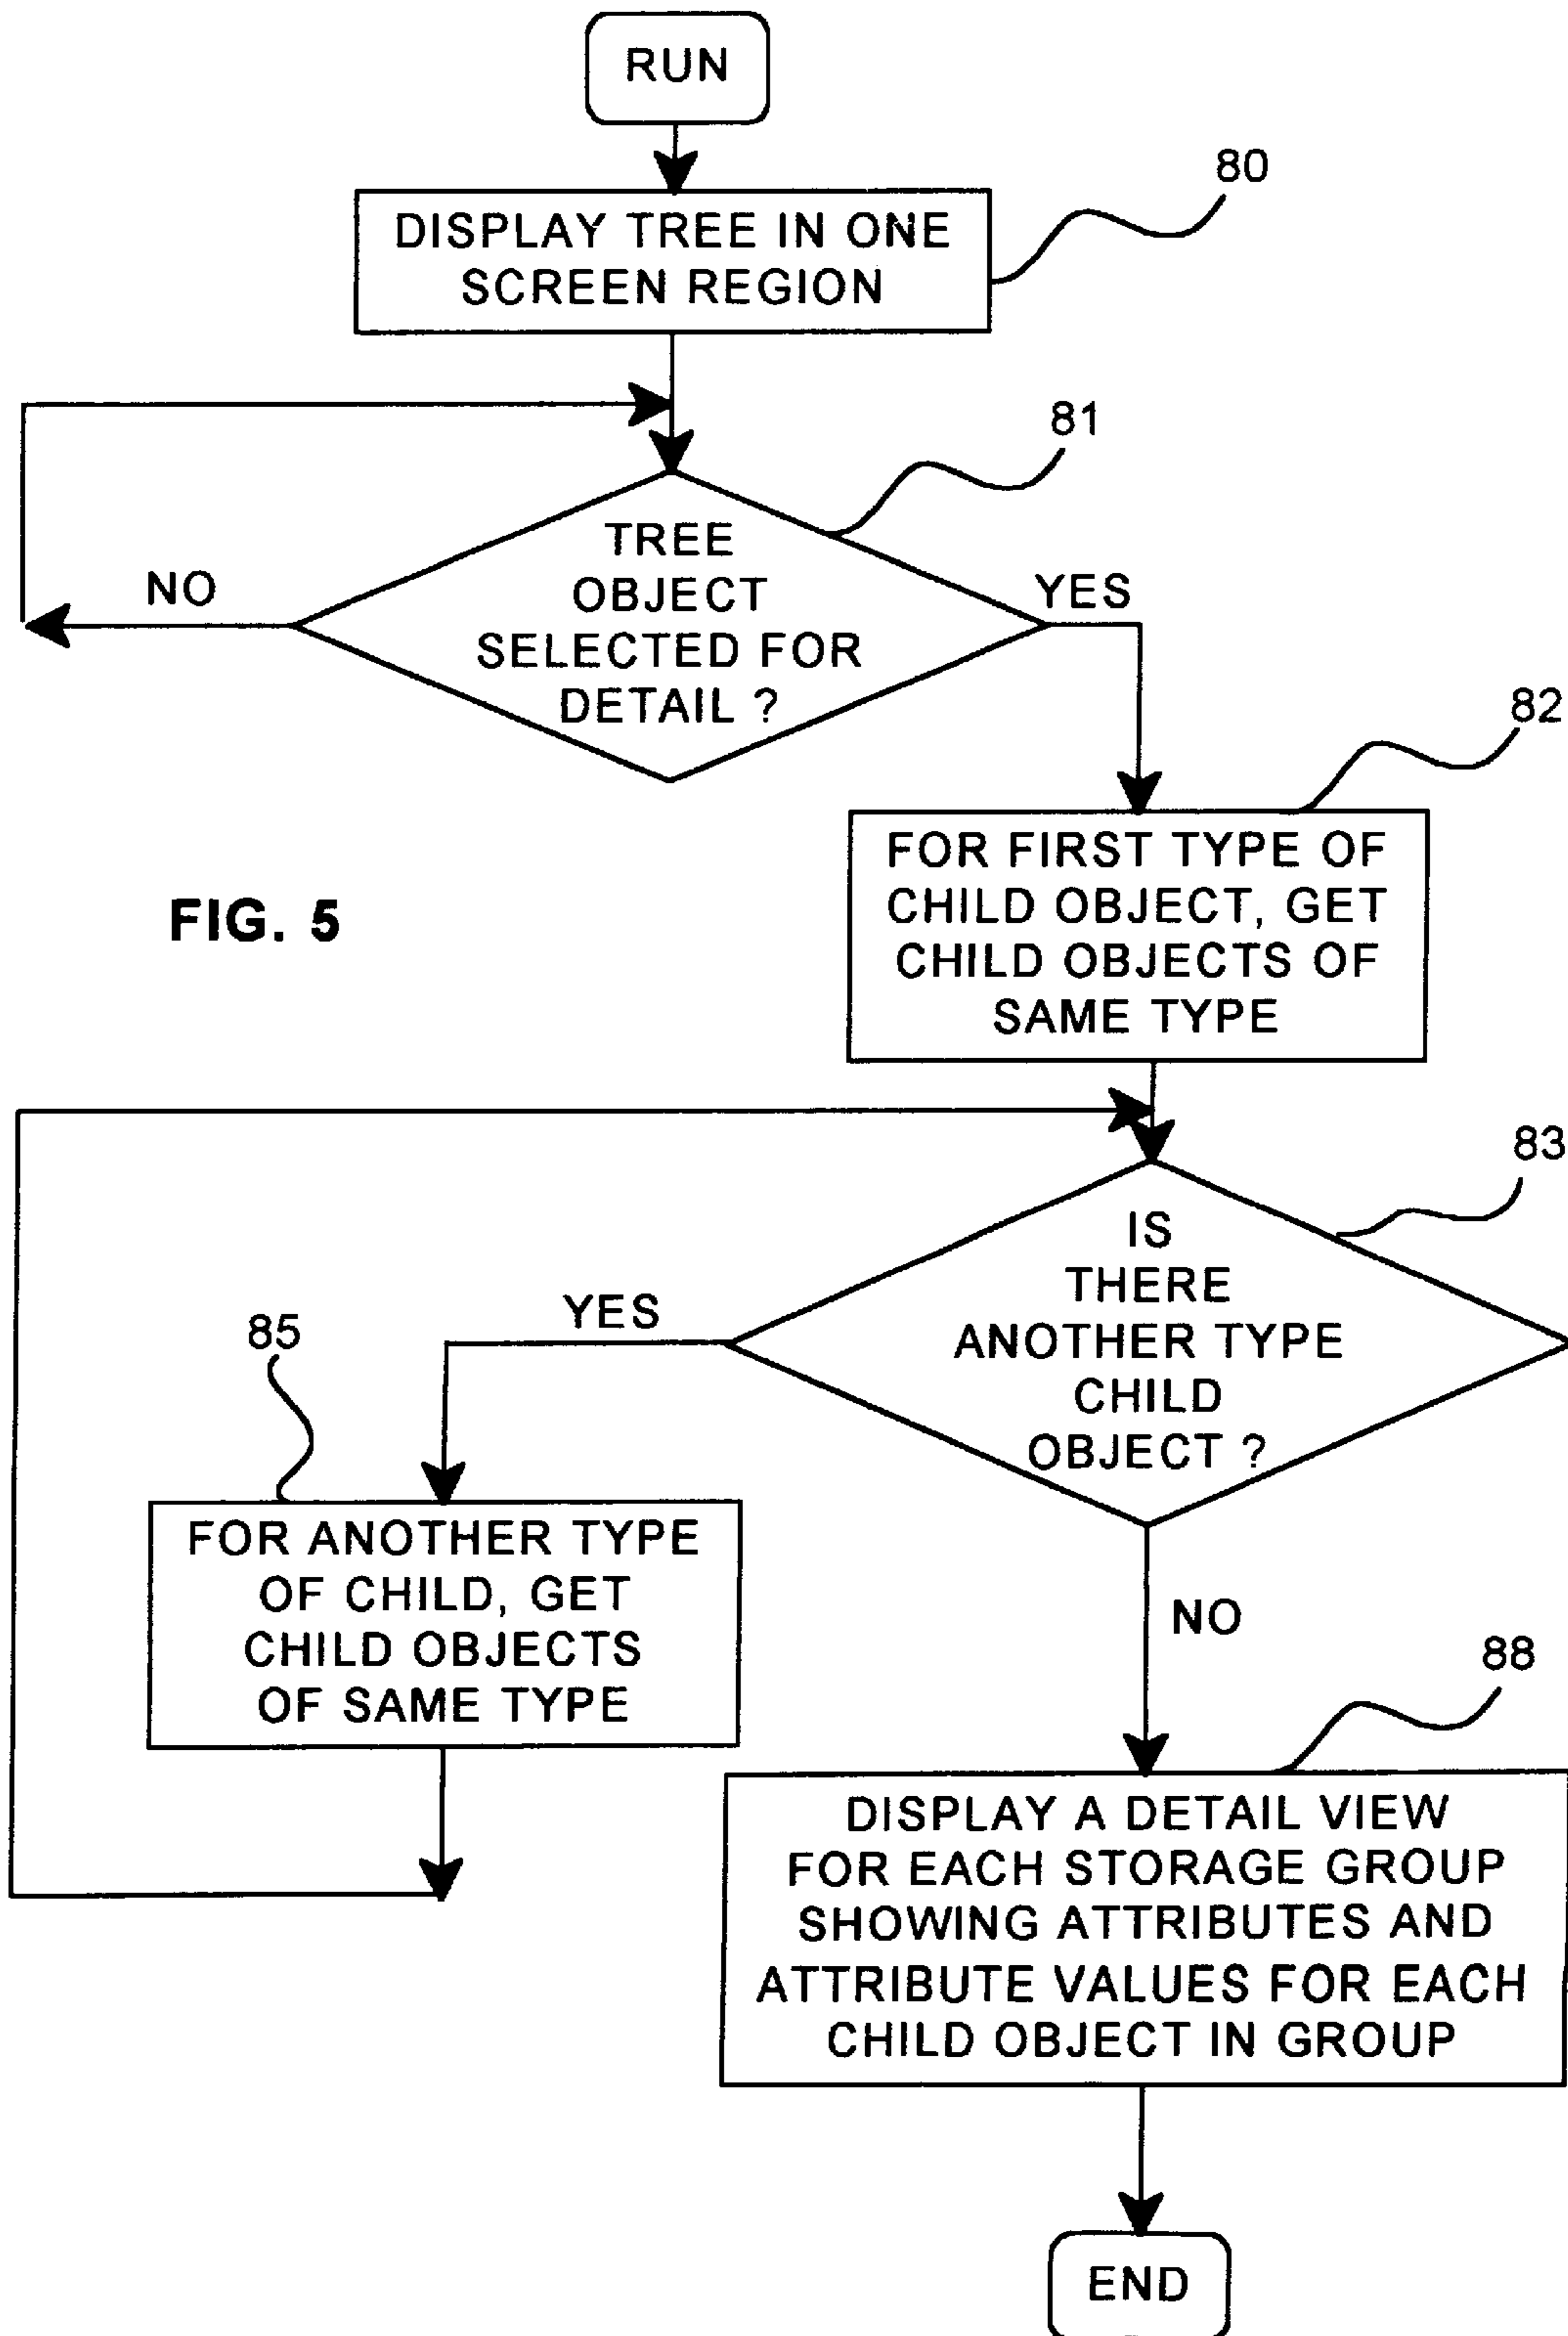 RUN
80
DISPLAY TREE IN ONE
SCREEN REGION
81
TREE
OBJECT
SELECTED FOR
DETAIL ?
NO
YES
82
FOR FIRST TYPE OF
CHILD OBJECT, GET
CHILD OBJECTS OF
SAME TYPE
FIG. 5
83
IS
THERE
ANOTHER TYPE
CHILD
OBJECT ?
YES
85
FOR ANOTHER TYPE
OF CHILD, GET
CHILD OBJECTS
OF SAME TYPE
NO
88
DISPLAY A DETAIL VIEW
FOR EACH STORAGE GROUP
SHOWING ATTRIBUTES AND
ATTRIBUTE VALUES FOR EACH
CHILD OBJECT IN GROUP
END